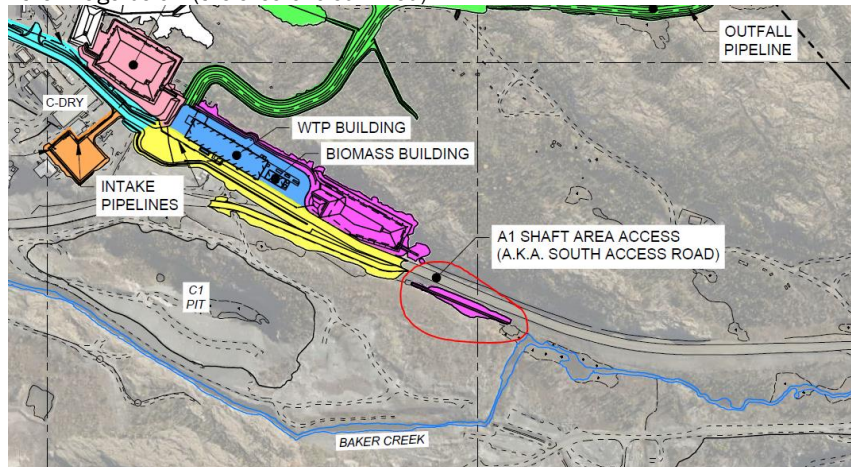 OUTFALL
PIPELINE
C-DRY
WTP BUILDING
BIOMASS BUILDING
INTAKE
PIPELINES
A1 SHAFT AREA ACCESS
(A.K.A. SOUTH ACCESS ROAD)
C1
PIT
BAKER CREEK